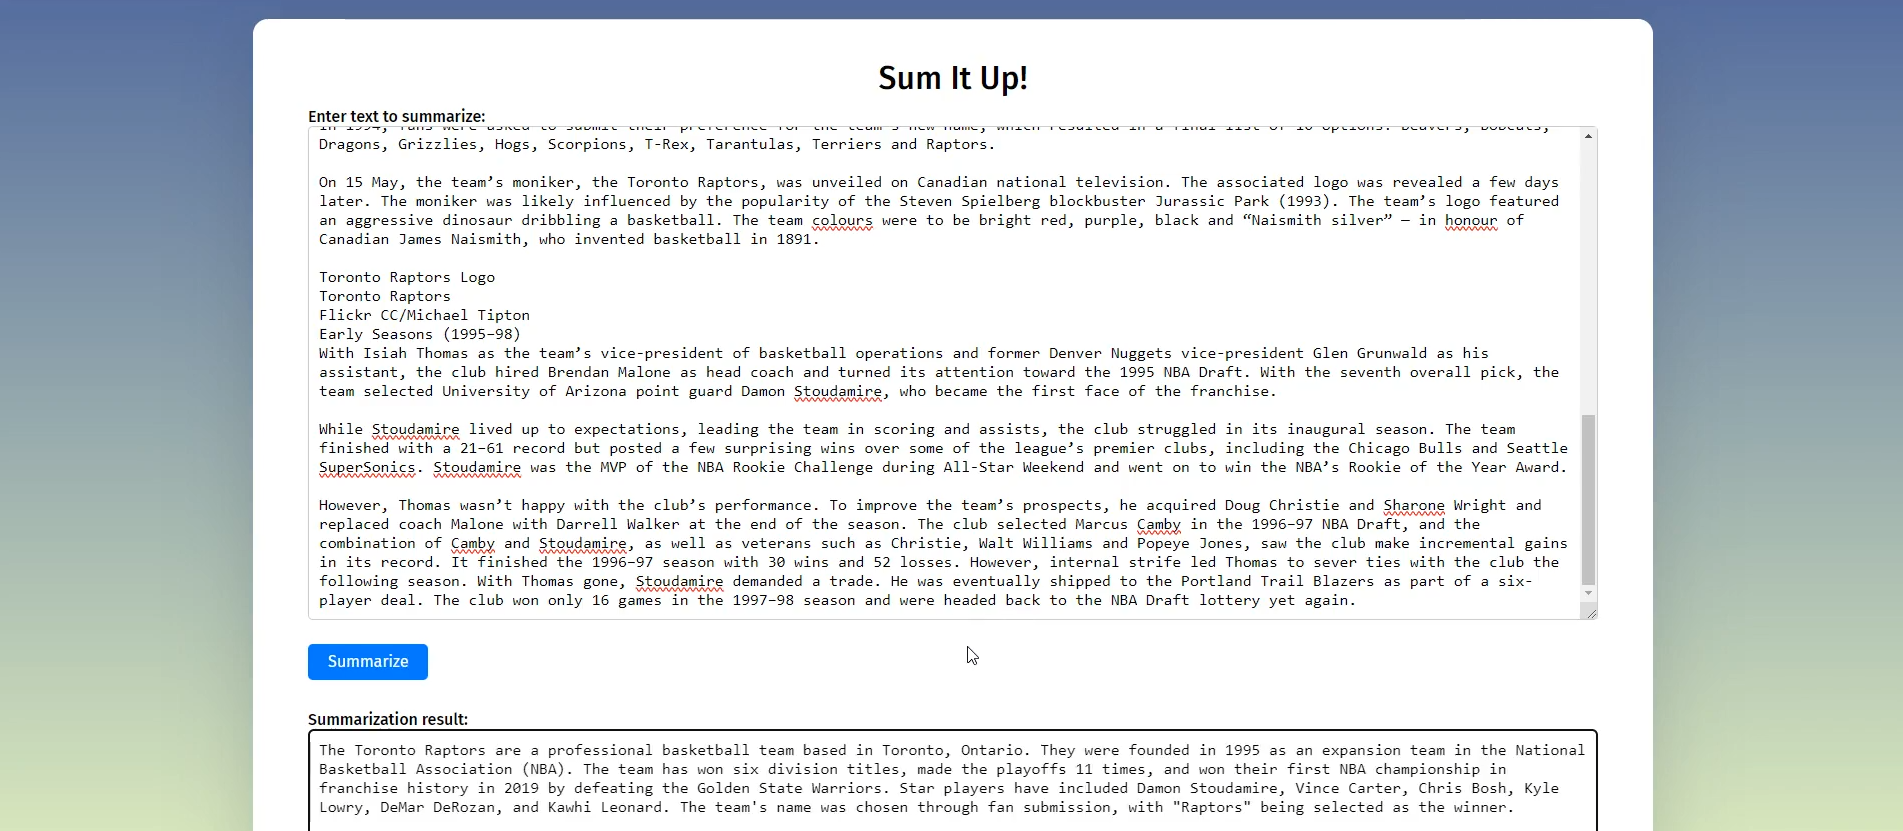 Sum It Up!
Enter text to summarize:
In 1994, fans were asked to submit their preference for the team's new name, which resulted in a final list of 10 options: Beavers, Bobcats,
Dragons, Grizzlies, Hogs, Scorpions, T-Rex, Tarantulas, Terriers and Raptors.
On 15 May, the team’s moniker, the Toronto Raptors, was unveiled on Canadian national television. The associated logo was revealed a few days
later. The moniker was likely influenced by the popularity of the Steven Spielberg blockbuster Jurassic Park (1993). The team’s logo featured
an aggressive dinosaur dribbling a basketball. The team colours were to be bright red, purple, black and “Naismith silver” — in honour of
Canadian James Naismith, who invented basketball in 1891.
Toronto Raptors Logo
Toronto Raptors
Flickr CC/Michael Tipton
Early Seasons (1995–98)
With Isiah Thomas as the team’s vice-president of basketball operations and former Denver Nuggets vice-president Glen Grunwald as his
assistant, the club hired Brendan Malone as head coach and turned its attention toward the 1995 NBA Draft. With the seventh overall pick, the
team selected University of Arizona point guard Damon Stoudamire, who became the first face of the franchise.
While Stoudamire lived up to expectations, leading the team in scoring and assists, the club struggled in its inaugural season. The team
finished with a 21–61 record but posted a few surprising wins over some of the league’s premier clubs, including the Chicago Bulls and Seattle
SuperSonics. Stoudamire was the MVP of the NBA Rookie Challenge during All-Star Weekend and went on to win the NBA’s Rookie of the Year Award.
However, Thomas wasn’t happy with the club’s performance. To improve the team’s prospects, he acquired Doug Christie and Sharone Wright and
replaced coach Malone with Darrell Walker at the end of the season. The club selected Marcus Camby in the 1996–97 NBA Draft, and the
combination of Camby and Stoudamire, as well as veterans such as Christie, Walt Williams and Popeye Jones, saw the club make incremental gains
in its record. It finished the 1996–97 season with 30 wins and 52 losses. However, internal strife led Thomas to sever ties with the club the
following season. With Thomas gone, Stoudamire demanded a trade. He was eventually shipped to the Portland Trail Blazers as part of a six-
player deal. The club won only 16 games in the 1997–98 season and were headed back to the NBA Draft lottery yet again.
Summarize
Summarization result:
The Toronto Raptors are a professional basketball team based in Toronto, Ontario. They were founded in 1995 as an expansion team in the National
Basketball Association (NBA). The team has won six division titles, made the playoffs 11 times, and won their first NBA championship in
franchise history in 2019 by defeating the Golden State Warriors. Star players have included Damon Stoudamire, Vince Carter, Chris Bosh, Kyle
Lowry, DeMar DeRozan, and Kawhi Leonard. The team's name was chosen through fan submission, with "Raptors" being selected as the winner.